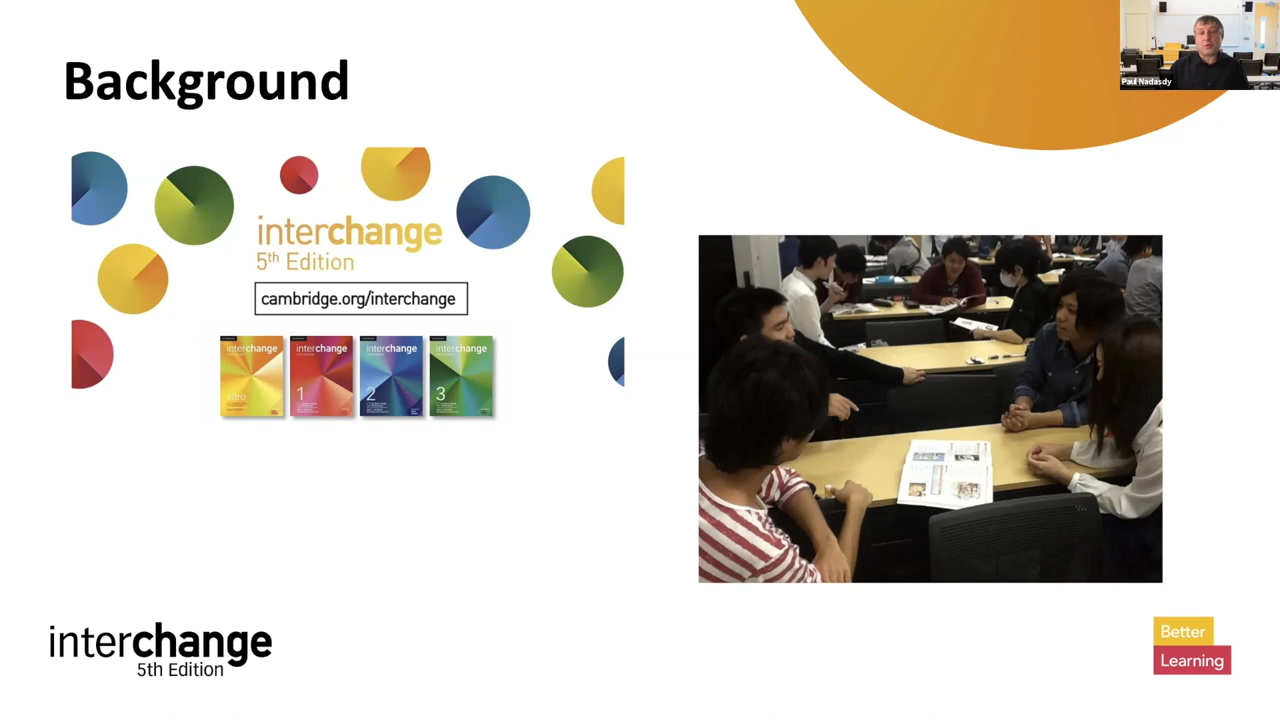 Background
Paul Nadasdy
interchange
5th Edition
cambridge.org/interchange
interchange
intro
interchange
1
interchange
2
interchange
3
interchange
5th Edition
Better
Learning